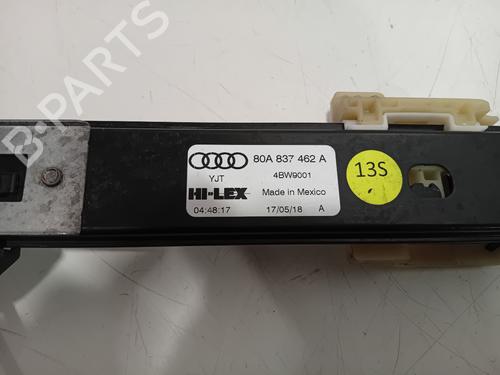 B-PARTS
80A 837 462 A
YJT 4BW9001
HI-LEX Made in Mexico
04:48:17 17/05/18 A
13S